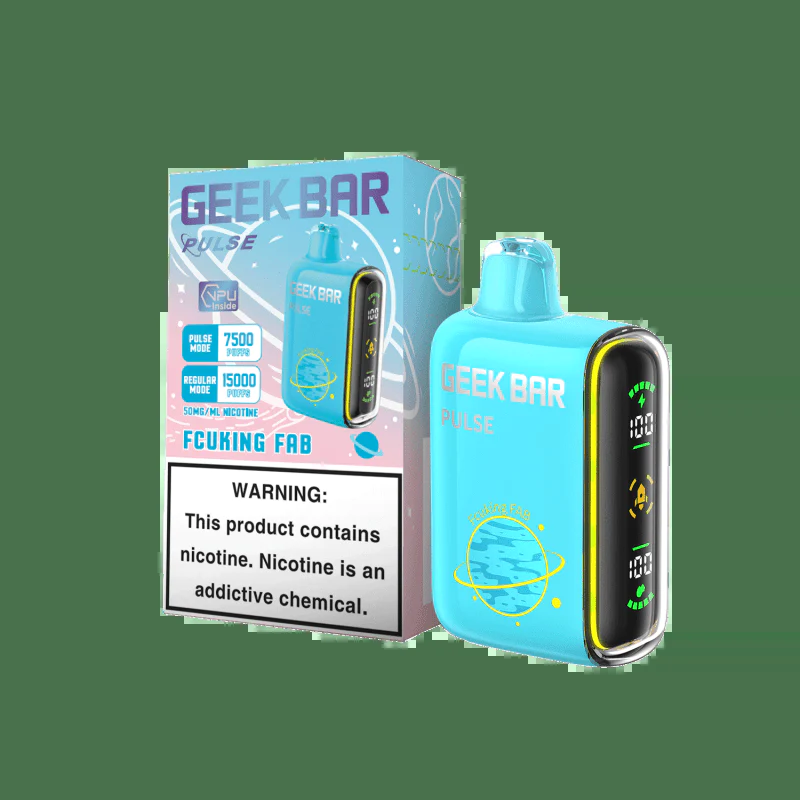 GEEK BAR
PULSE
VPU
Inside
PULSE
MODE
7500
PUFFS
REGULAR
MODE
15000
PUFFS
50MG/ML NICOTINE
FCUKING FAB
WARNING:
This product contains
nicotine. Nicotine is an
addictive chemical.
GEEK BAR
PULSE
100
100
GEEK BAR
PULSE
Fcuking FAB
100
100